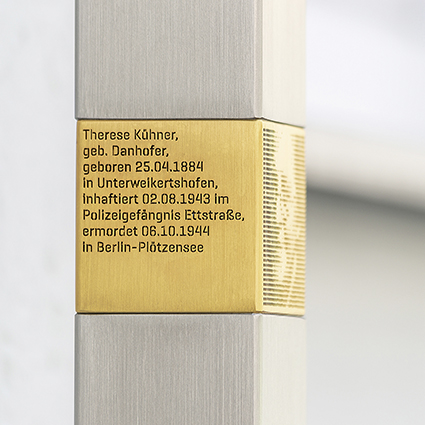 Therese Kühner,
geb. Danhofer,
geboren 25.04.1884
in Unterweikertshofen,
inhaftiert 02.08.1943 im
Polizeigefängnis Ettstraße,
ermordet 06.10.1944
in Berlin-Plötzensee